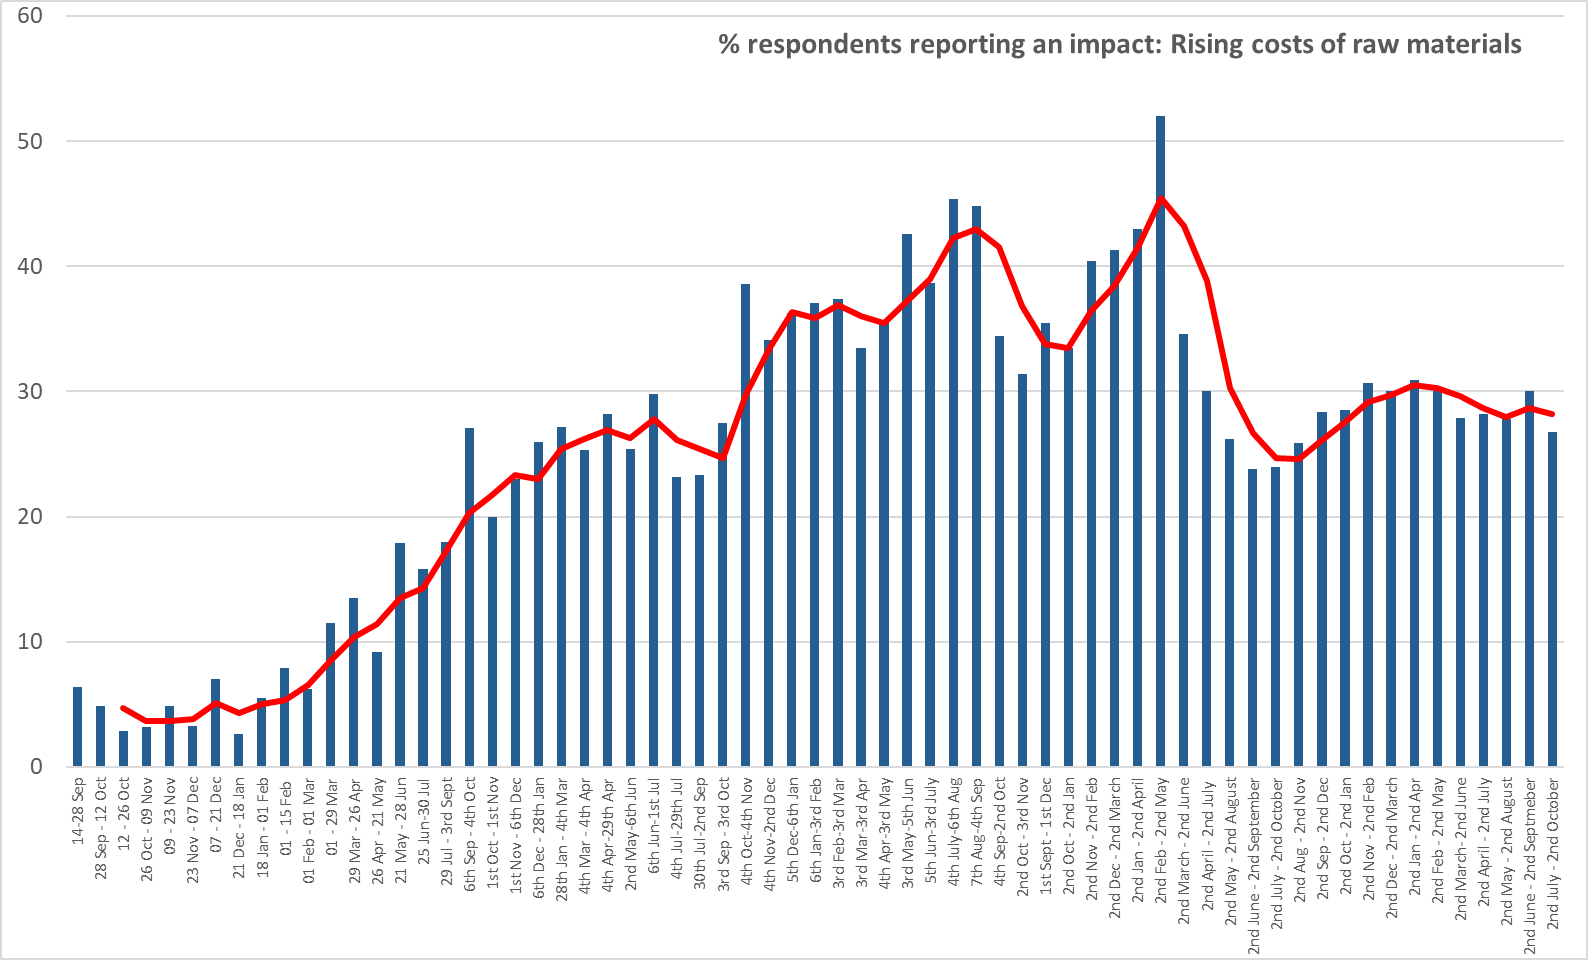 % respondents reporting an impact: Rising costs of raw materials
60
50
40
30
20
10
0
14-28 Sep
28 Sep - 12 Oct
12 - 26 Oct
26 Oct - 09 Nov
09 - 23 Nov
23 Nov - 07 Dec
07 - 21 Dec
21 Dec - 18 Jan
18 Jan - 01 Feb
01 - 15 Feb
01 Feb - 01 Mar
01 - 29 Mar
29 Mar - 26 Apr
26 Apr - 21 May
21 May - 28 Jun
25 Jun-30 Jul
29 Jul - 3rd Sept
6th Sep - 4th Oct
1st Oct - 1st Nov
1st Nov - 6th Dec
6th Dec - 28th Jan
28th Jan - 4th Mar
4th Mar - 4th Apr
4th Apr-29th Apr
2nd May-6th Jun
6th Jun-1st Jul
4th Jul-29th Jul
30th Jul-2nd Sep
3rd Sep - 3rd Oct
4th Oct-4th Nov
4th Nov-2nd Dec
5th Dec-6th Jan
6th Jan-3rd Feb
3rd Feb-3rd Mar
3rd Mar-3rd Apr
4th Apr-3rd May
3rd May-5th Jun
5th Jun-3rd July
4th July-6th Aug
7th Aug-4th Sep
4th Sep-2nd Oct
2nd Oct - 3rd Nov
1st Sept - 1st Dec
2nd Oct - 2nd Jan
2nd Nov - 2nd Feb
2nd Dec - 2nd March
2nd Jan - 2nd April
2nd Feb - 2nd May
2nd March - 2nd June
2nd April - 2nd July
2nd May - 2nd August
2nd June - 2nd September
2nd July - 2nd October
2nd Aug - 2nd Nov
2nd Sep - 2nd Dec
2nd Oct - 2nd Jan
2nd Nov - 2nd Feb
2nd Dec - 2nd March
2nd Jan - 2nd Apr
2nd Feb - 2nd May
2nd March- 2nd June
2nd April - 2nd July
2nd May - 2nd August
2nd June - 2nd Septmeber
2nd July - 2nd October